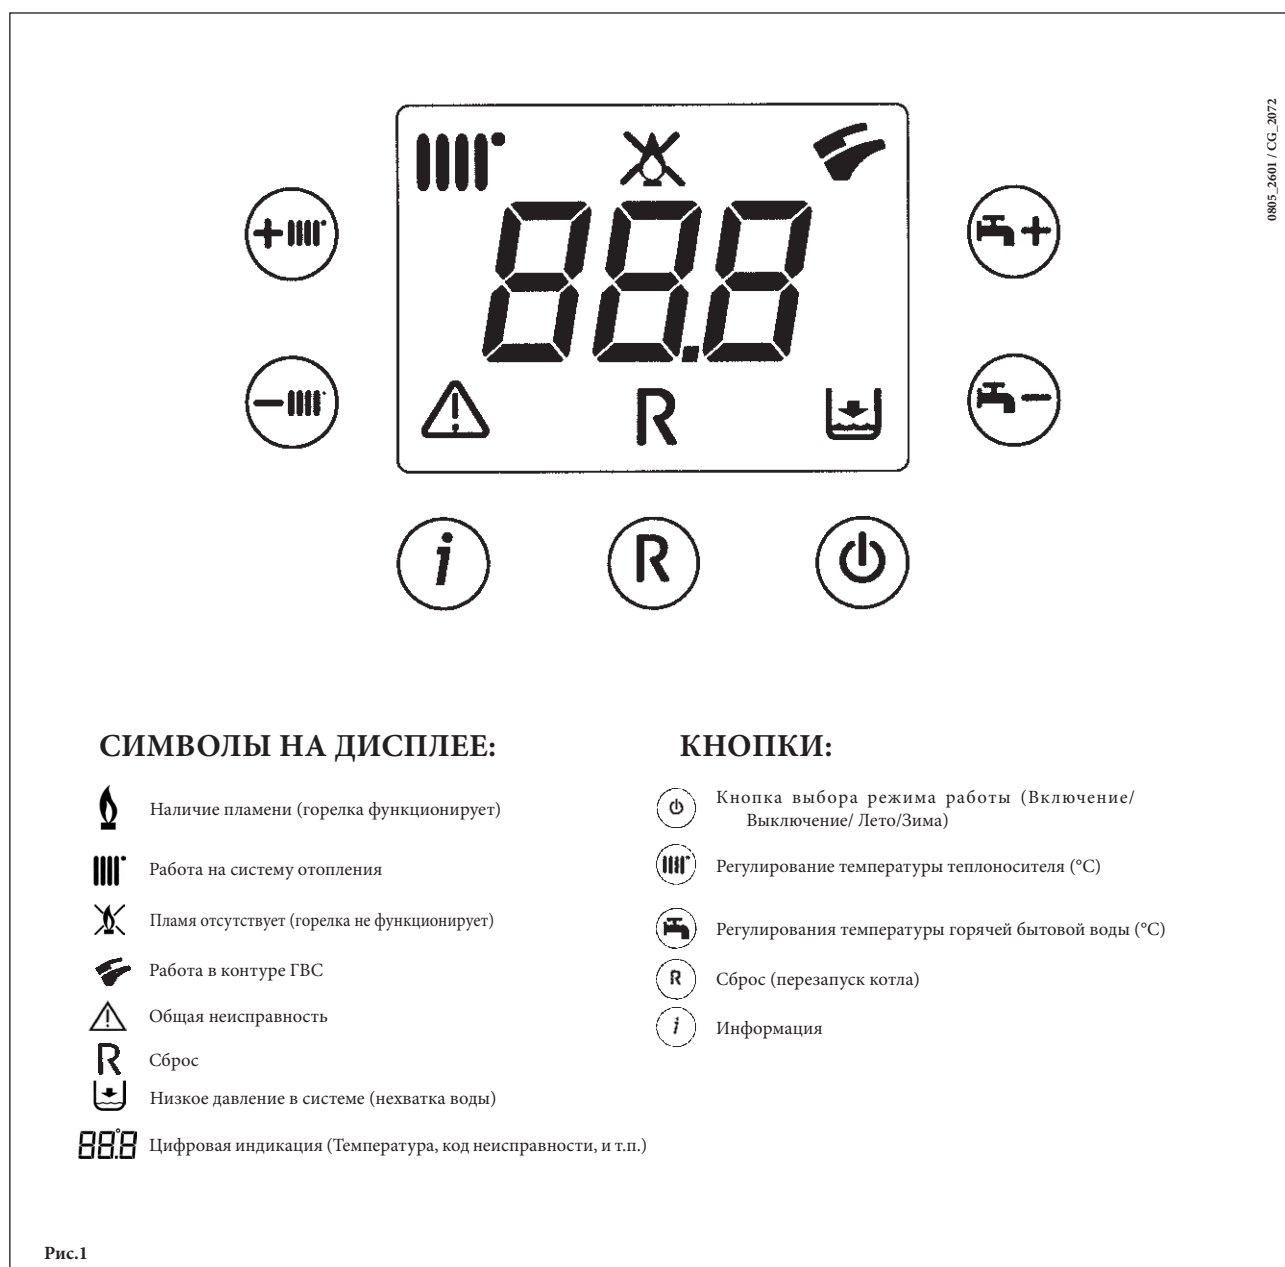 0805_2601 / CG_2072
88.8
R
i
R
СИМВОЛЫ НА ДИСПЛЕЕ:
Наличие пламени (горелка функционирует)
Работа на систему отопления
Пламя отсутствует (горелка не функционирует)
Работа в контуре ГВС
Общая неисправность
R Сброс
Низкое давление в системе (нехватка воды)
88.8 Цифровая индикация (Температура, код неисправности, и т.п.)
КНОПКИ:
Кнопка выбора режима работы (Включение/
Выключение/ Лето/Зима)
Регулирование температуры теплоносителя (°C)
Регулирования температуры горячей бытовой воды (°C)
R Сброс (перезапуск котла)
i Информация
Рис.1